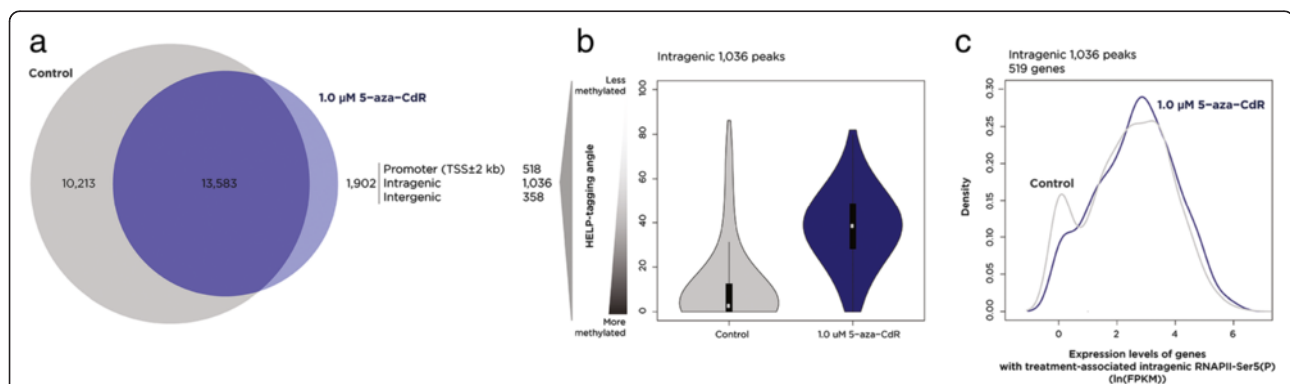 a
Control
1.0 µM 5-aza-CdR
10,213
13,583
1,902
Promoter (TSS±2 kb) 518
Intragenic 1,036
Intergenic 358
b
Intragenic 1,036 peaks
Less
methylated
HELP-tagging angle
More
methylated
100
80
60
40
20
0
Control
1.0 uM 5-aza-CdR
c
Intragenic 1,036 peaks
519 genes
1.0 µM 5-aza-CdR
Control
Density
0.30
0.25
0.20
0.15
0.10
0.05
0.00
0 2 4 6
Expression levels of genes
with treatment-associated intragenic RNAPII-Ser5(P)
(ln(FPKM))